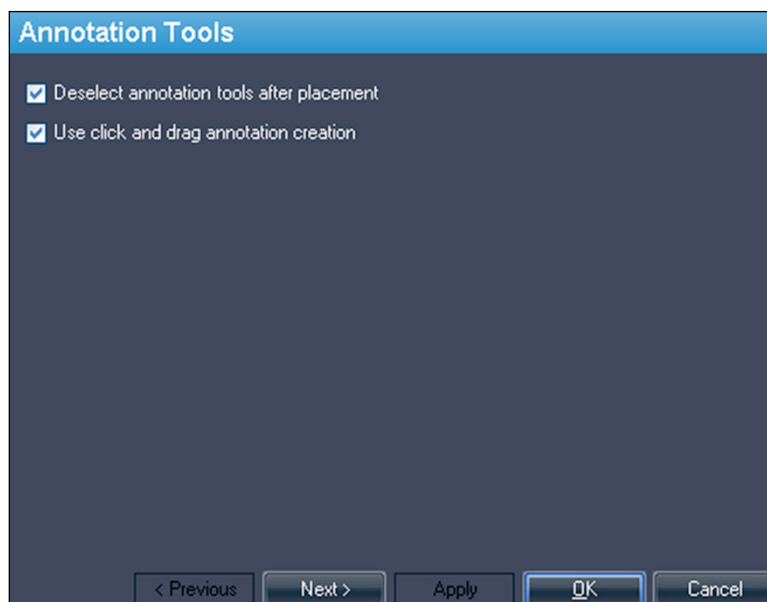 Annotation Tools
Deselect annotation tools after placement
Use click and drag annotation creation
< Previous Next > Apply OK Cancel